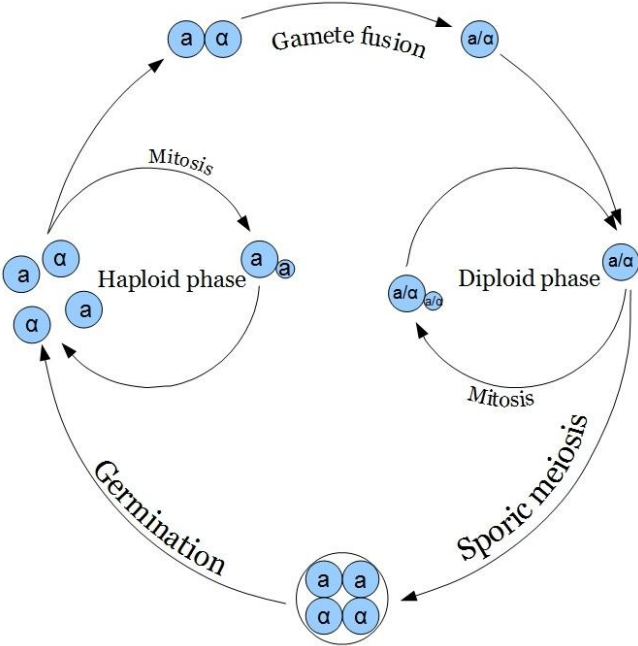 a α
Gamete fusion
a/α
Mitosis
a α
a
α
a
Haploid phase
a
a
a/α
a/α
Diploid phase
a/α
Mitosis
Germination
Sporic meiosis
a a
α α